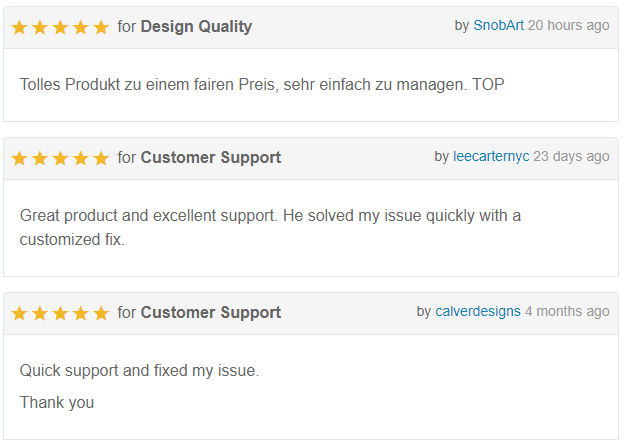 for Design Quality by SnobArt 20 hours ago
Tolles Produkt zu einem fairen Preis, sehr einfach zu managen. TOP
for Customer Support by leecarternyc 23 days ago
Great product and excellent support. He solved my issue quickly with a
customized fix.
for Customer Support by calverdesigns 4 months ago
Quick support and fixed my issue.
Thank you